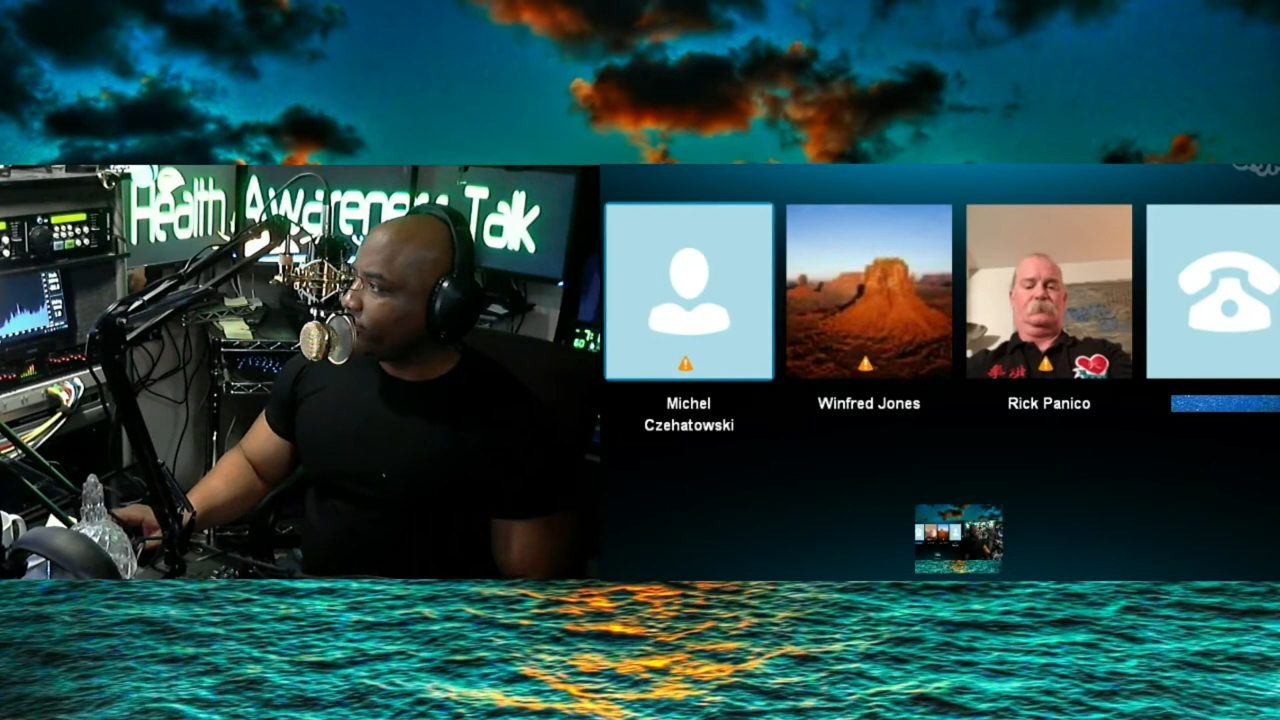 Health Awareness Talk
Michel
Czehatowski
Winfred Jones
Rick Panico